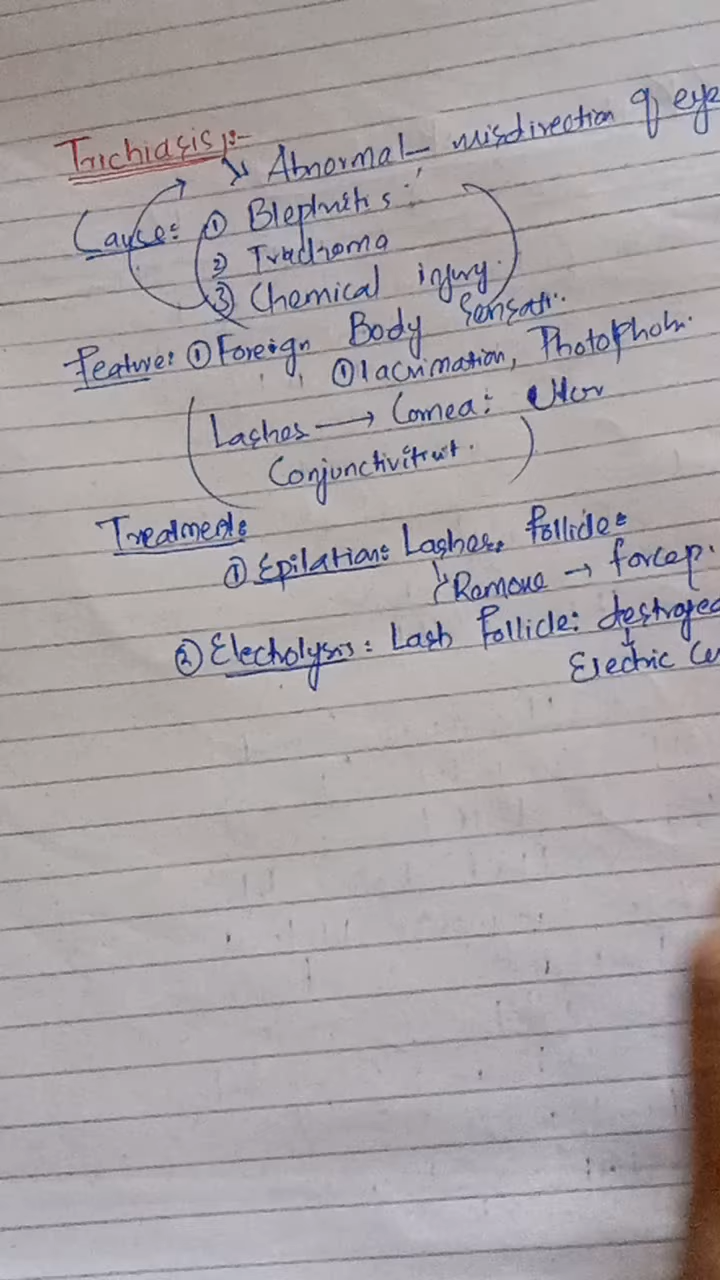 Trichiasis :-
↳ Abnormal misdirection of eye
Cause: ① Blepharitis
② Trachoma
③ Chemical injury.
Feature: ① Foreign Body Sensati.
① lacrimation, Photophob.
Lashes → Cornea: Ulcer
Conjunctivit
Treatment:
① Epilation: Lashes. follicle:
Remove → forcep.
② Electrolysis: Lash follicle: destroyed
Electric